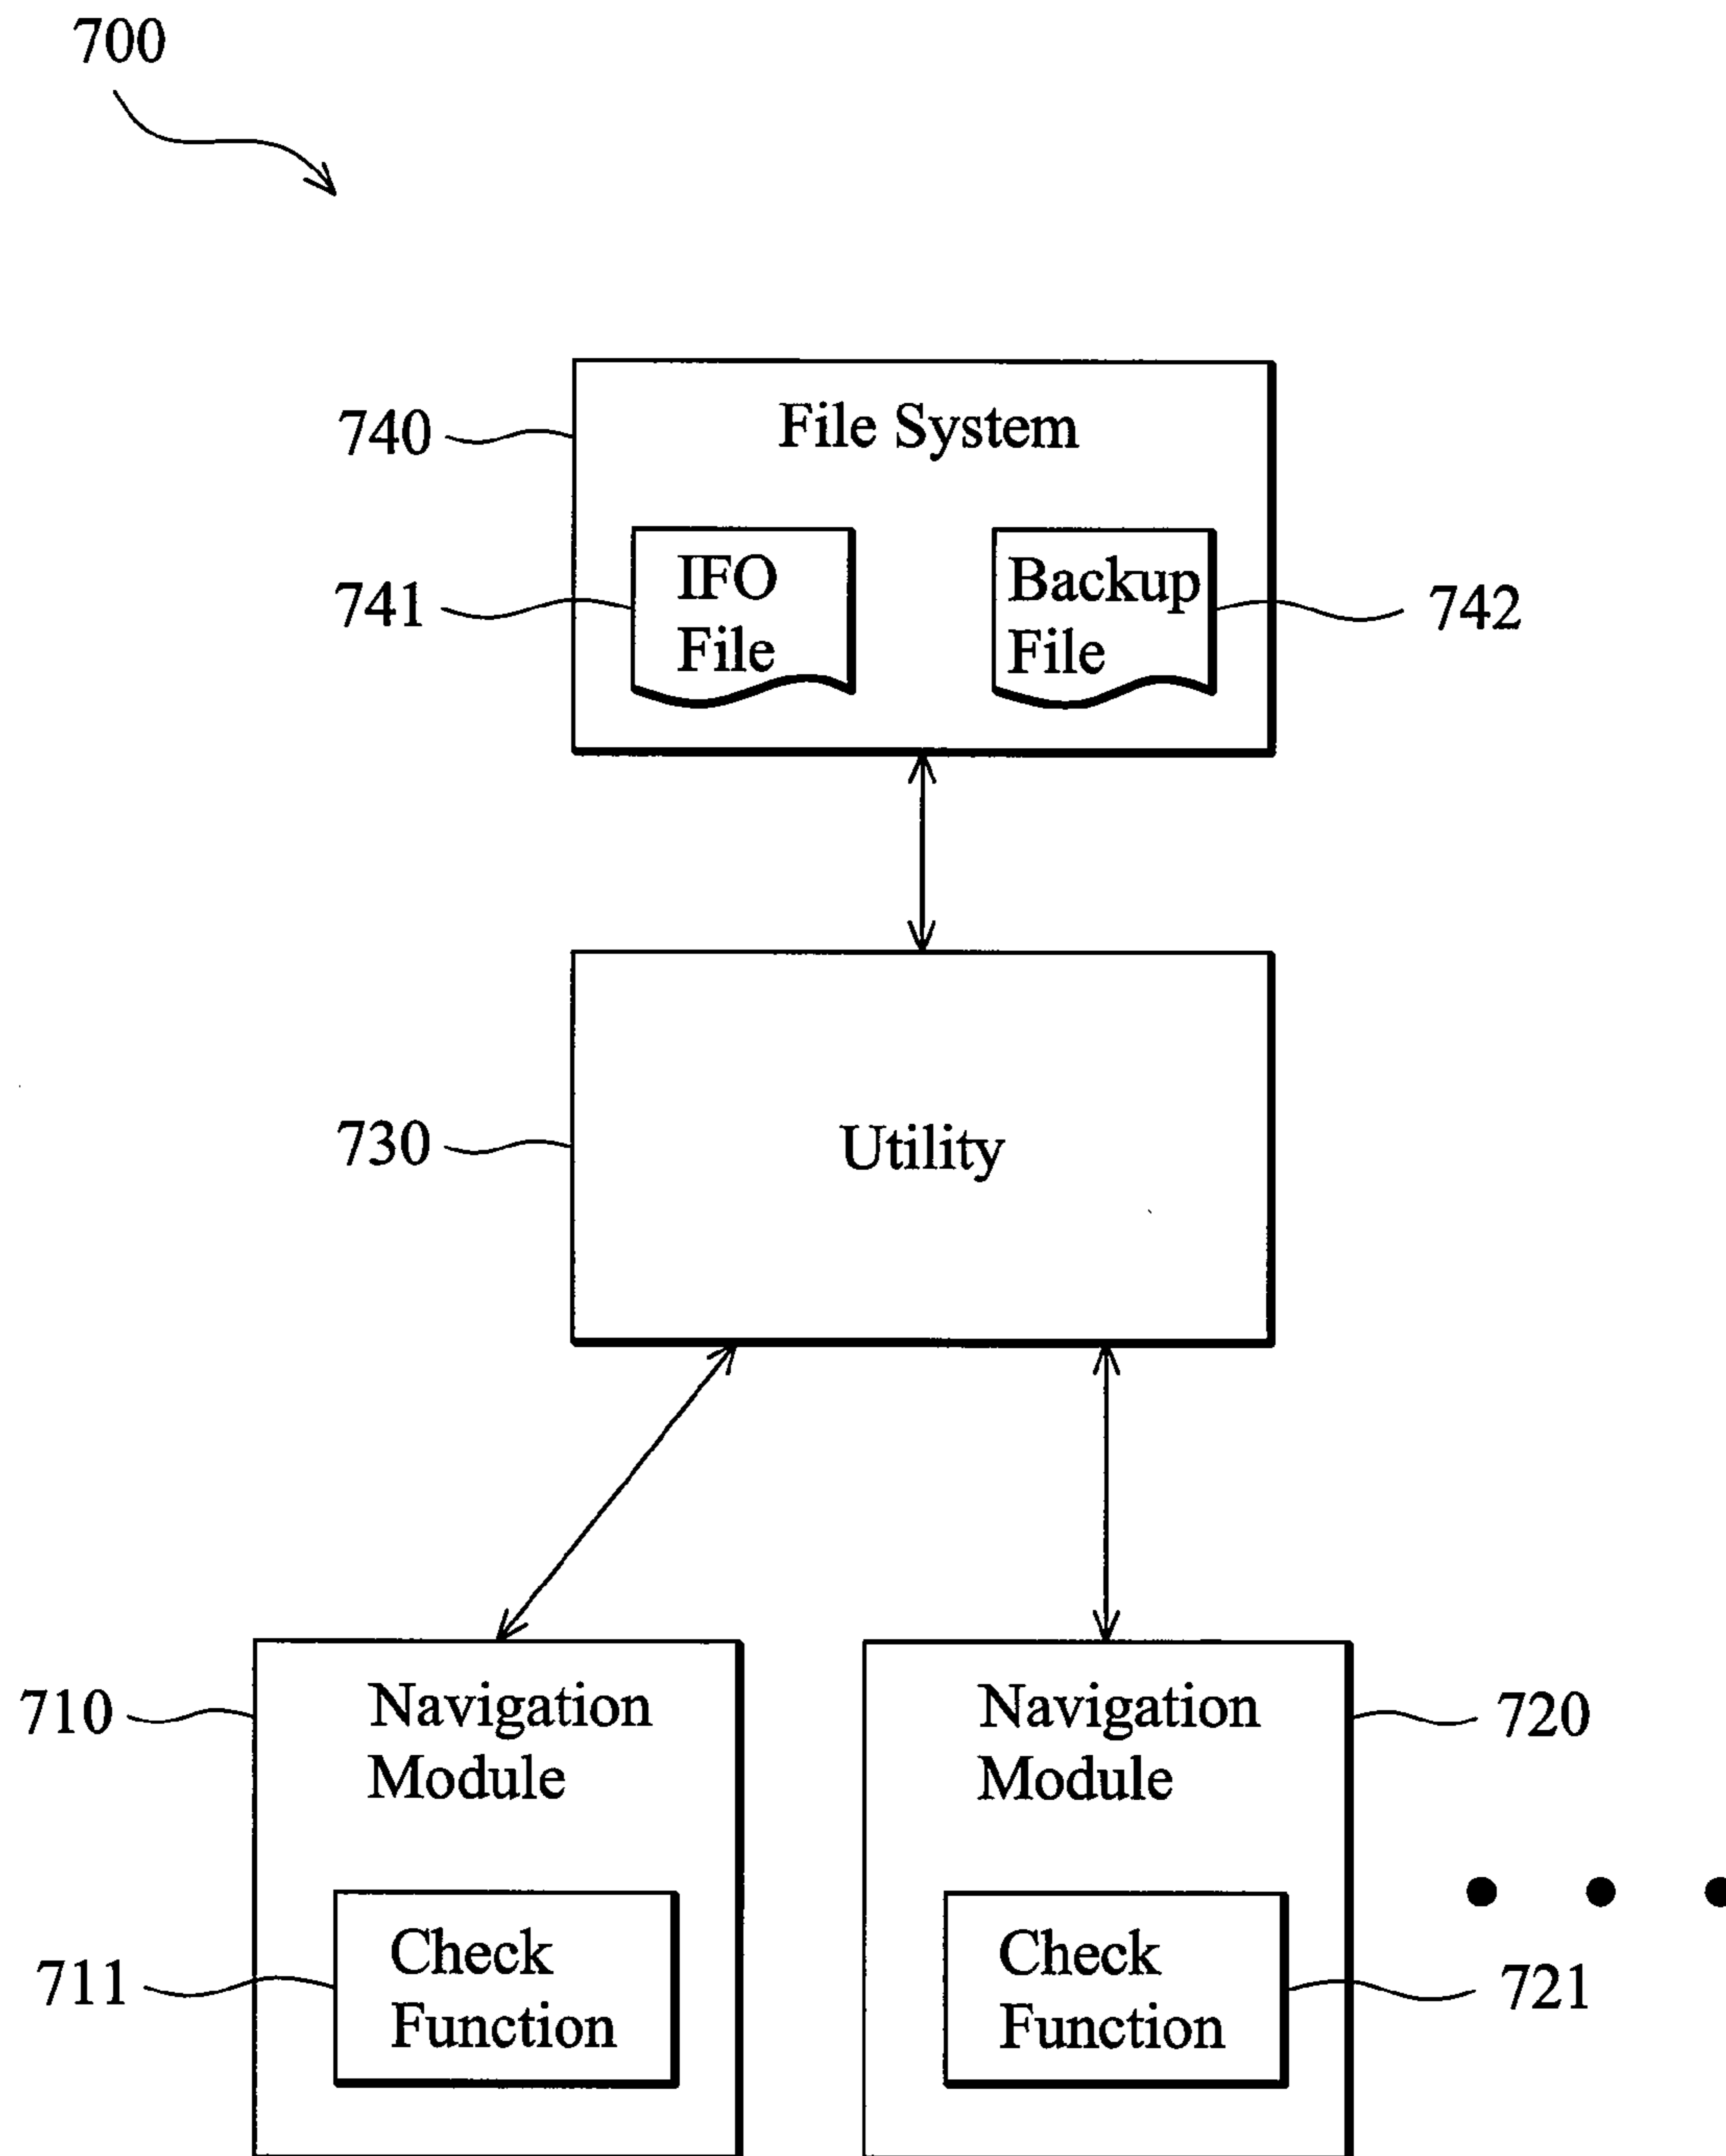 700
740
File System
741
IFO
File
Backup
File
742
730
Utility
710
Navigation
Module
Navigation
Module
720
711
Check
Function
Check
Function
721